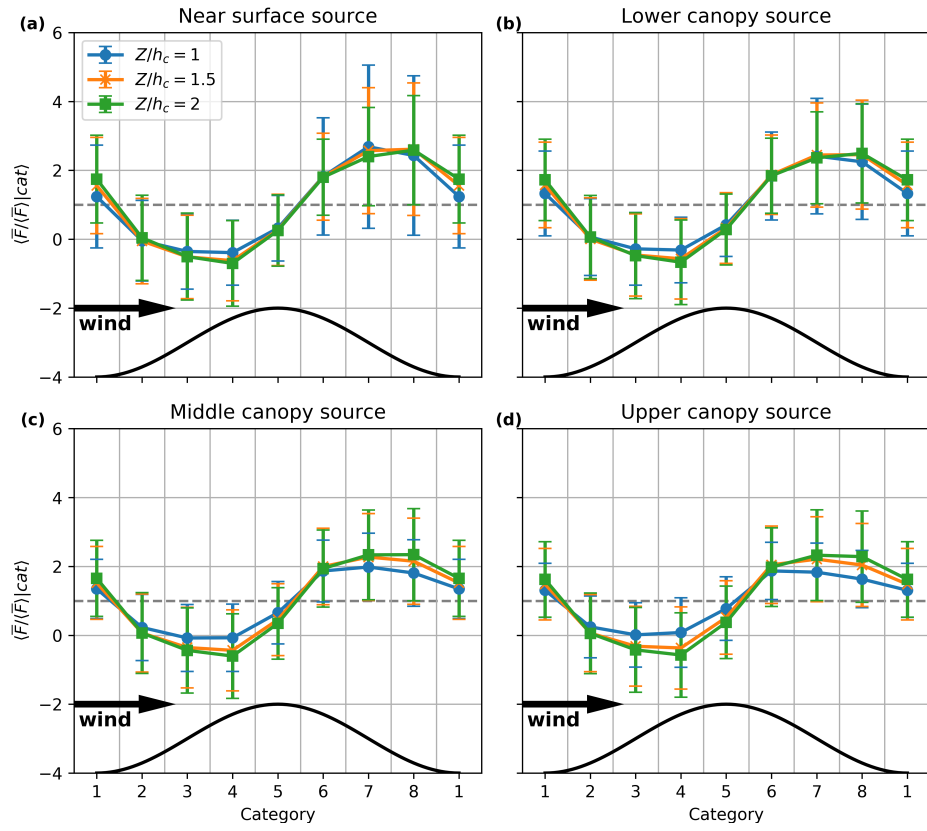 (a) Near surface source
6
4
2
0
−2
−4
⟨F̅/⟨F̅⟩|cat⟩
Z/h_c = 1
Z/h_c = 1.5
Z/h_c = 2
wind
(b) Lower canopy source
wind
(c) Middle canopy source
6
4
2
0
−2
−4
⟨F̅/⟨F̅⟩|cat⟩
wind
1 2 3 4 5 6 7 8 1
Category
(d) Upper canopy source
wind
1 2 3 4 5 6 7 8 1
Category